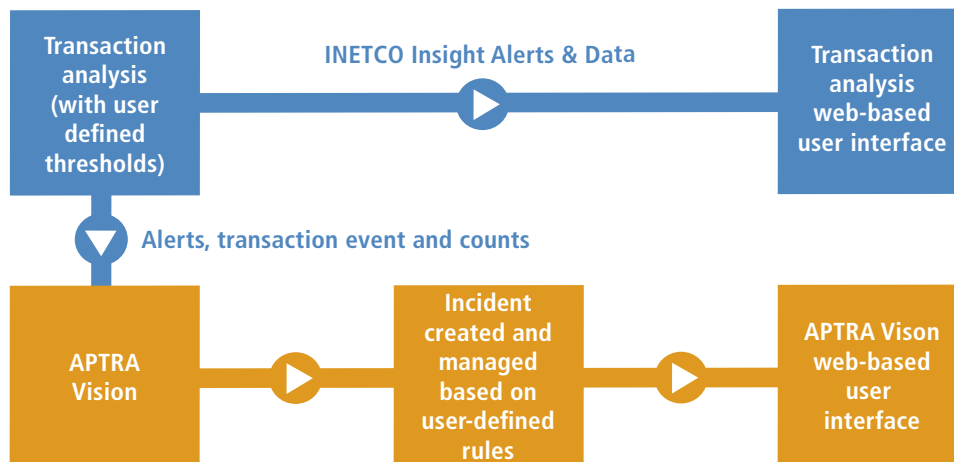 Transaction
analysis
(with user
defined
thresholds)
INETCO Insight Alerts & Data
Transaction
analysis
web-based
user interface
Alerts, transaction event and counts
APTRA
Vision
Incident
created and
managed
based on
user-defined
rules
APTRA Vison
web-based
user
interface